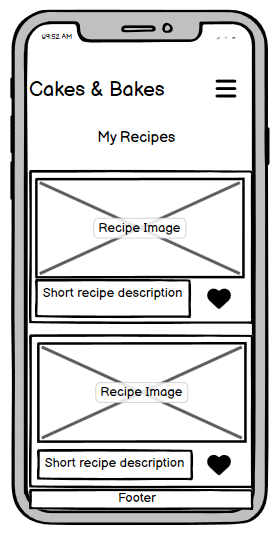 09:52 AM
Cakes & Bakes
My Recipes
Recipe Image
Short recipe description
Recipe Image
Short recipe description
Footer